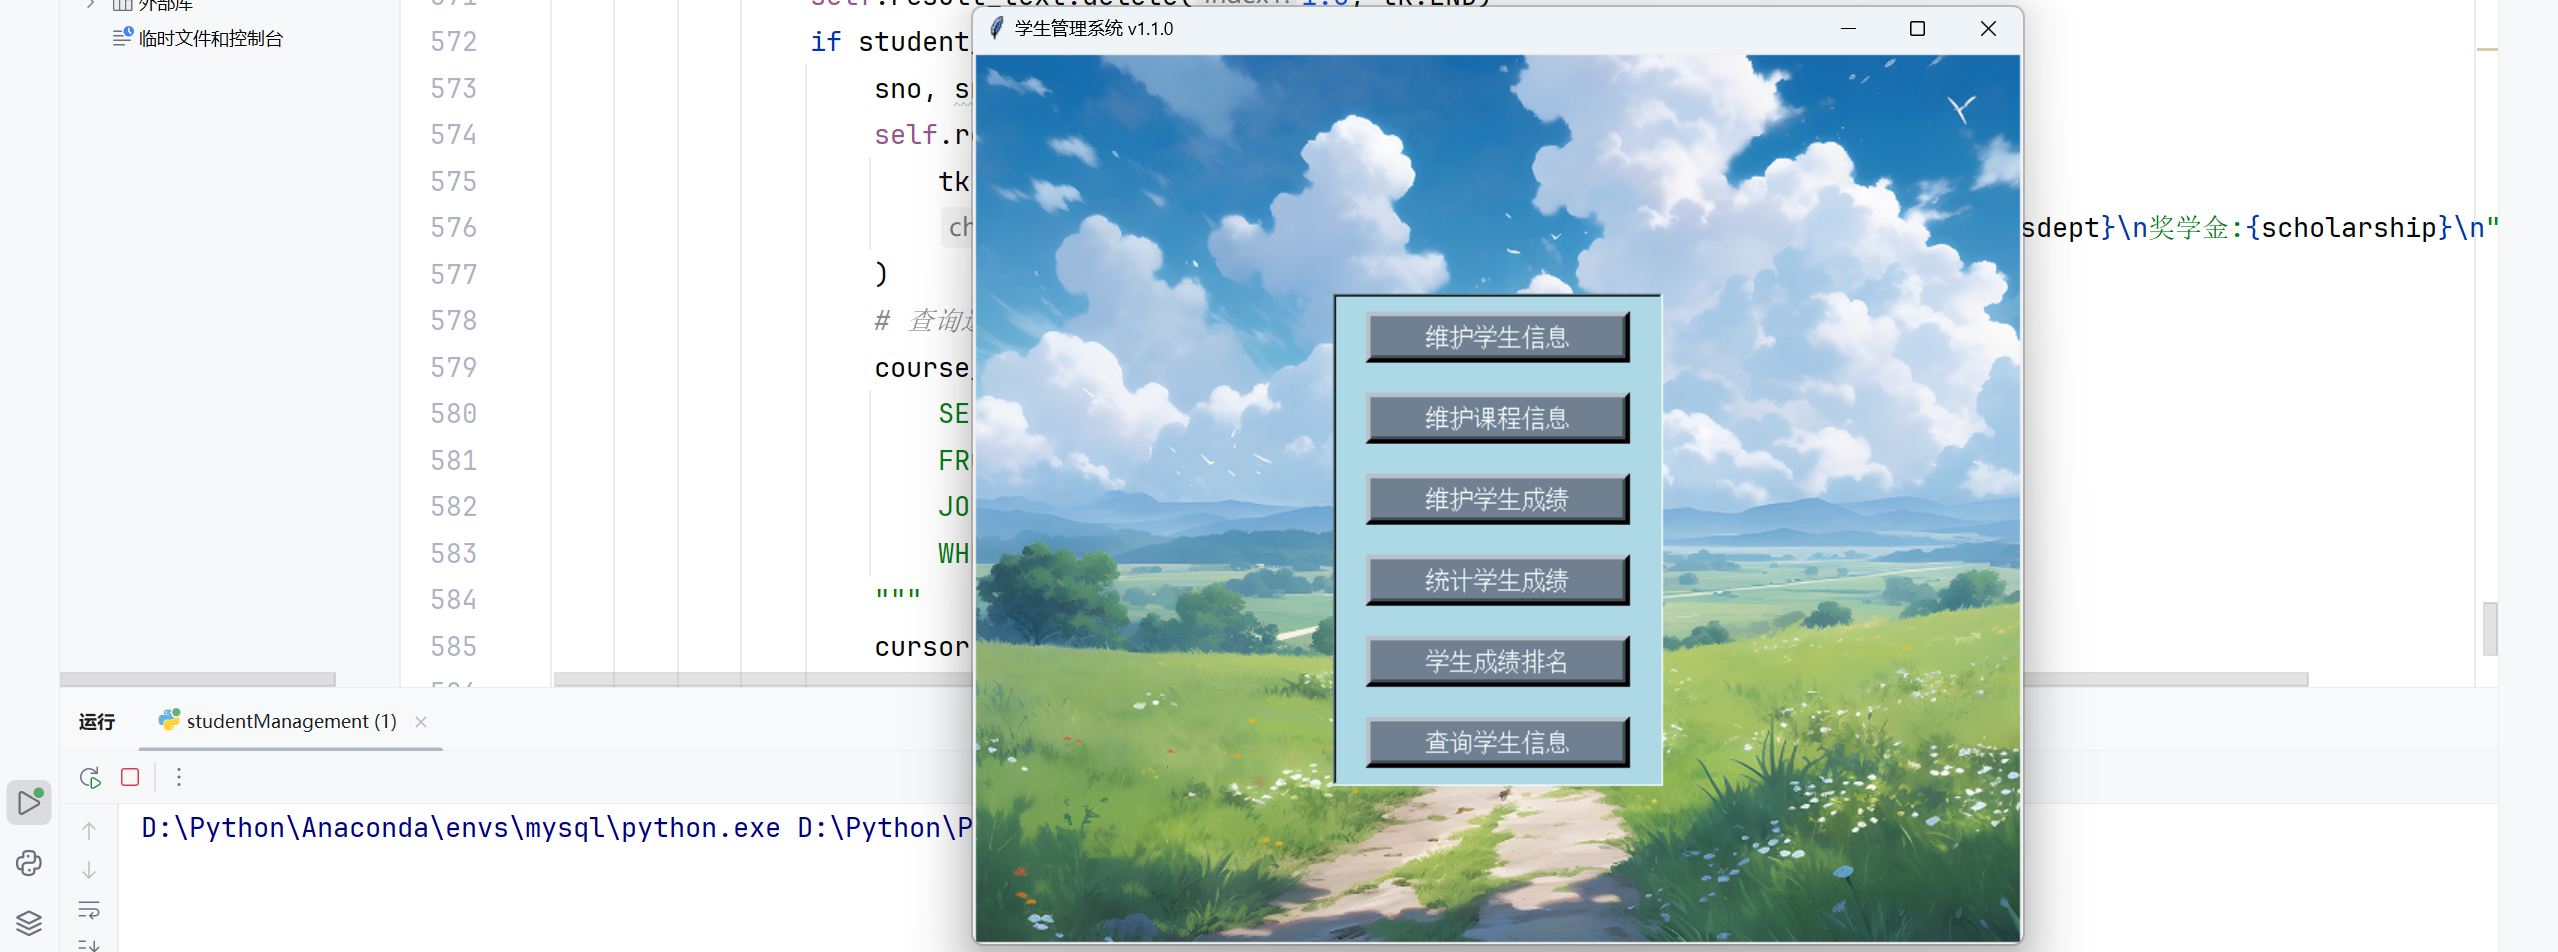 外部库
临时文件和控制台
572 if student
573 sno,
574 self.r
575 tk
576 ch sdept}\n奖学金:{scholarship}\n"
577 )
578 # 查询
579 course
580 SE
581 FR
582 JO
583 WH
584 """
585 cursor
学生管理系统 v1.1.0
维护学生信息
维护课程信息
维护学生成绩
统计学生成绩
学生成绩排名
查询学生信息
运行 studentManagement (1)
D:\Python\Anaconda\envs\mysql\python.exe D:\Python\P